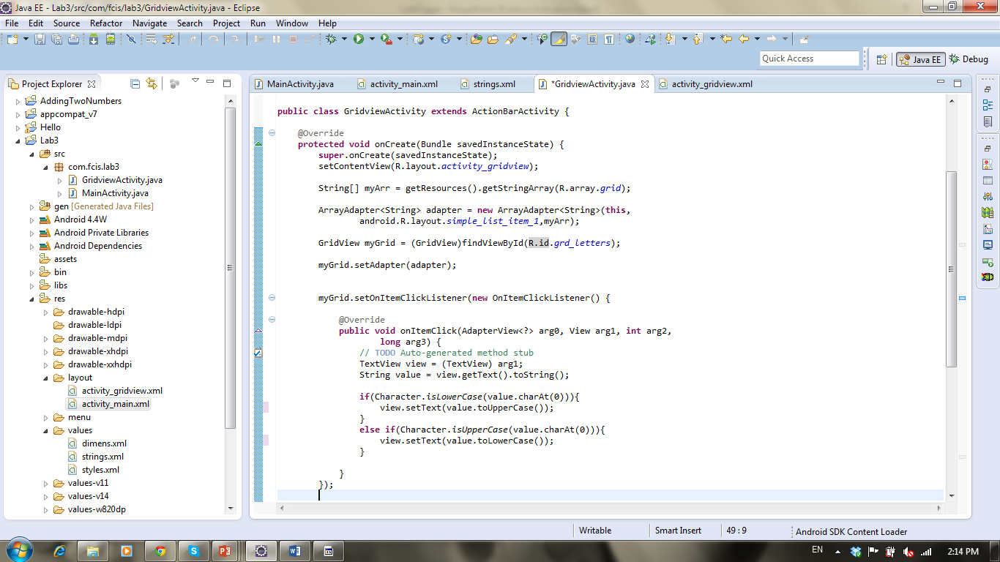 Java EE - Lab3/src/com/fcis/lab3/GridviewActivity.java - Eclipse
File Edit Source Refactor Navigate Search Project Run Window Help
Quick Access
Java EE
Debug
Project Explorer
MainActivity.java
activity_main.xml
strings.xml
*GridviewActivity.java
activity_gridview.xml
AddingTwoNumbers
appcompat_v7
Hello
Lab3
src
com.fcis.lab3
GridviewActivity.java
MainActivity.java
gen [Generated Java Files]
Android 4.4W
Android Private Libraries
Android Dependencies
assets
bin
libs
res
drawable-hdpi
drawable-ldpi
drawable-mdpi
drawable-xhdpi
drawable-xxhdpi
layout
activity_gridview.xml
activity_main.xml
menu
values
dimens.xml
strings.xml
styles.xml
values-v11
values-v14
values-w820dp
public class GridviewActivity extends ActionBarActivity {
@Override
protected void onCreate(Bundle savedInstanceState) {
super.onCreate(savedInstanceState);
setContentView(R.layout.activity_gridview);
String[] myArr = getResources().getStringArray(R.array.grid);
ArrayAdapter<String> adapter = new ArrayAdapter<String>(this,
android.R.layout.simple_list_item_1,myArr);
GridView myGrid = (GridView)findViewById(R.id.grd_letters);
myGrid.setAdapter(adapter);
myGrid.setOnItemClickListener(new OnItemClickListener() {
@Override
public void onItemClick(AdapterView<?> arg0, View arg1, int arg2,
long arg3) {
// TODO Auto-generated method stub
TextView view = (TextView) arg1;
String value = view.getText().toString();
if(Character.isLowerCase(value.charAt(0))){
view.setText(value.toUpperCase());
}
else if(Character.isUpperCase(value.charAt(0))){
view.setText(value.toLowerCase());
}
}
});
Writable
Smart Insert
49 : 9
Android SDK Content Loader
EN
2:14 PM